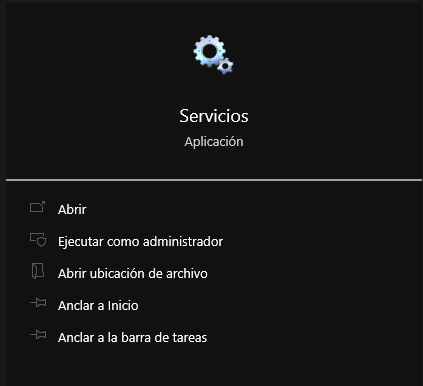 Servicios
Aplicación
Abrir
Ejecutar como administrador
Abrir ubicación de archivo
Anclar a Inicio
Anclar a la barra de tareas